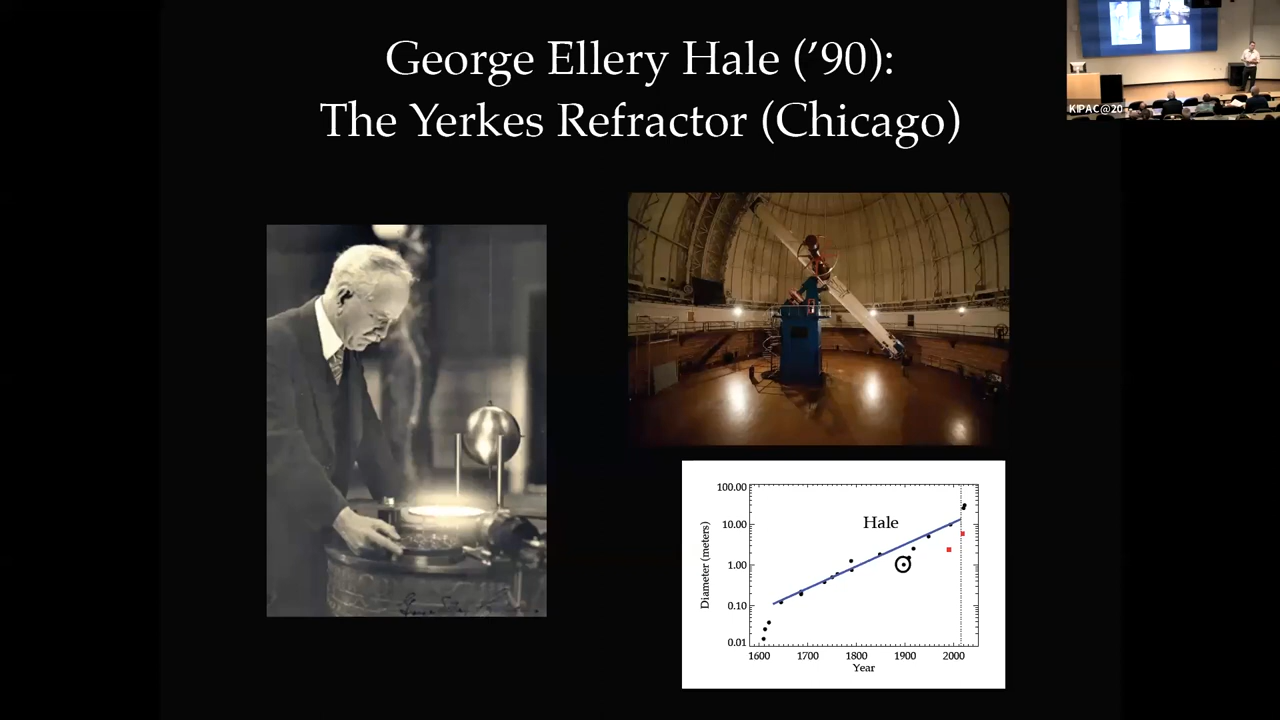 George Ellery Hale (’90):
The Yerkes Refractor (Chicago)
KIPAC@20
Hale
Diameter (meters)
100.00
10.00
1.00
0.10
0.01
1600 1700 1800 1900 2000
Year